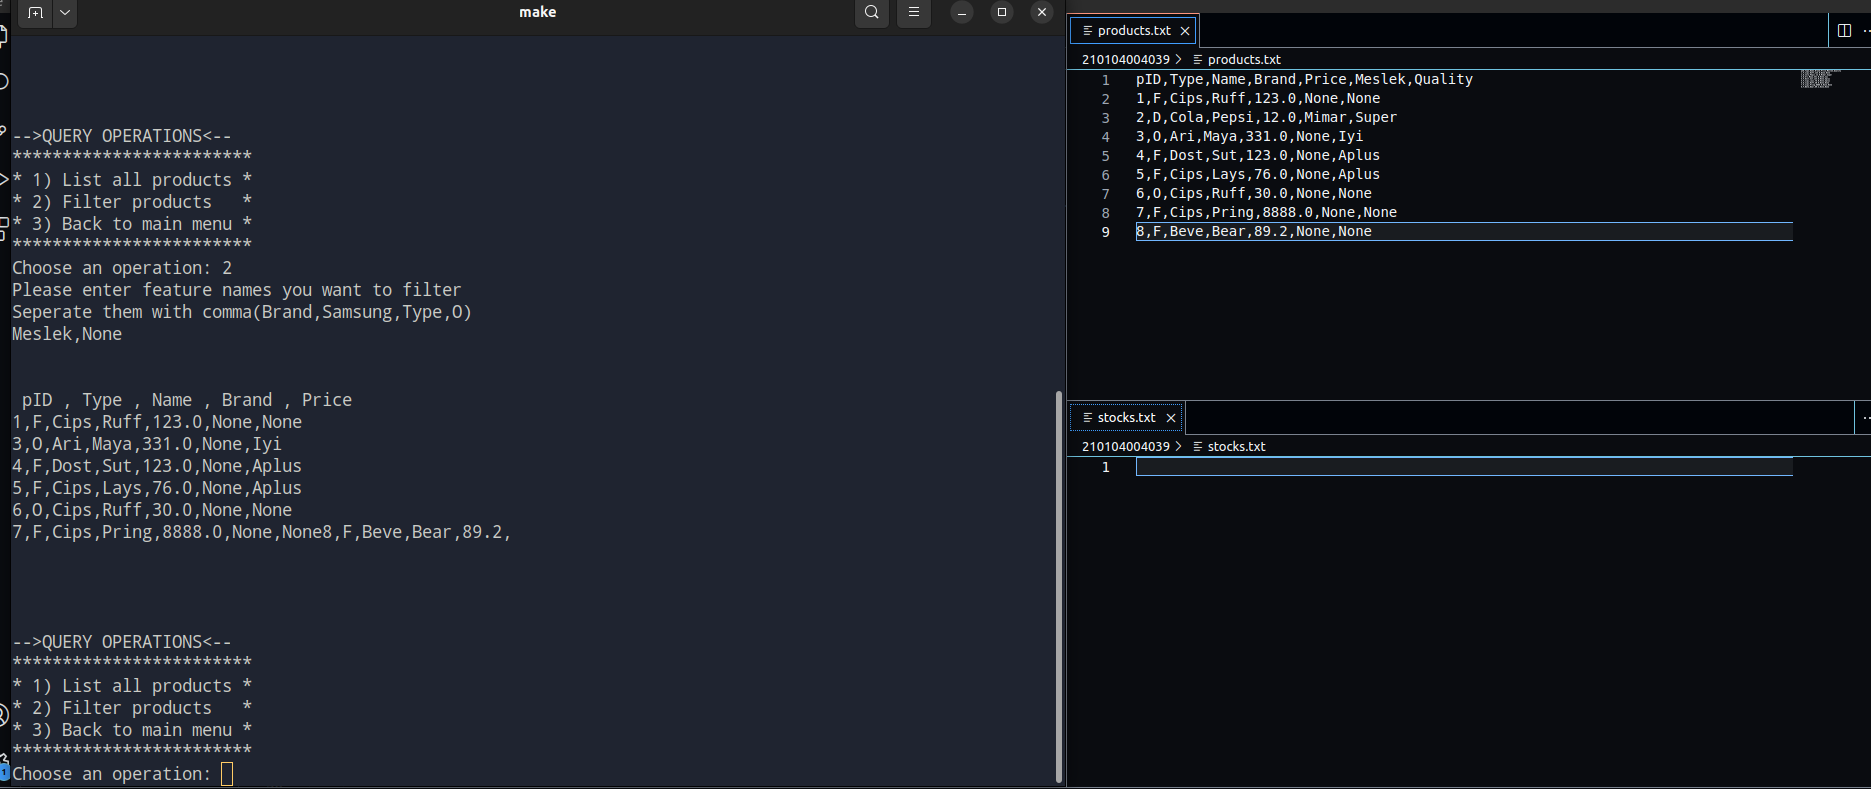 make
-->QUERY OPERATIONS<--
************************
* 1) List all products *
* 2) Filter products   *
* 3) Back to main menu *
************************
Choose an operation: 2
Please enter feature names you want to filter
Seperate them with comma(Brand,Samsung,Type,O)
Meslek,None
pID , Type , Name , Brand , Price
1,F,Cips,Ruff,123.0,None,None
3,O,Ari,Maya,331.0,None,Iyi
4,F,Dost,Sut,123.0,None,Aplus
5,F,Cips,Lays,76.0,None,Aplus
6,O,Cips,Ruff,30.0,None,None
7,F,Cips,Pring,8888.0,None,None8,F,Beve,Bear,89.2,
-->QUERY OPERATIONS<--
************************
* 1) List all products *
* 2) Filter products   *
* 3) Back to main menu *
************************
Choose an operation:
1
products.txt
210104004039 > products.txt
1 pID,Type,Name,Brand,Price,Meslek,Quality
2 1,F,Cips,Ruff,123.0,None,None
3 2,D,Cola,Pepsi,12.0,Mimar,Super
4 3,O,Ari,Maya,331.0,None,Iyi
5 4,F,Dost,Sut,123.0,None,Aplus
6 5,F,Cips,Lays,76.0,None,Aplus
7 6,O,Cips,Ruff,30.0,None,None
8 7,F,Cips,Pring,8888.0,None,None
9 8,F,Beve,Bear,89.2,None,None
stocks.txt
210104004039 > stocks.txt
1